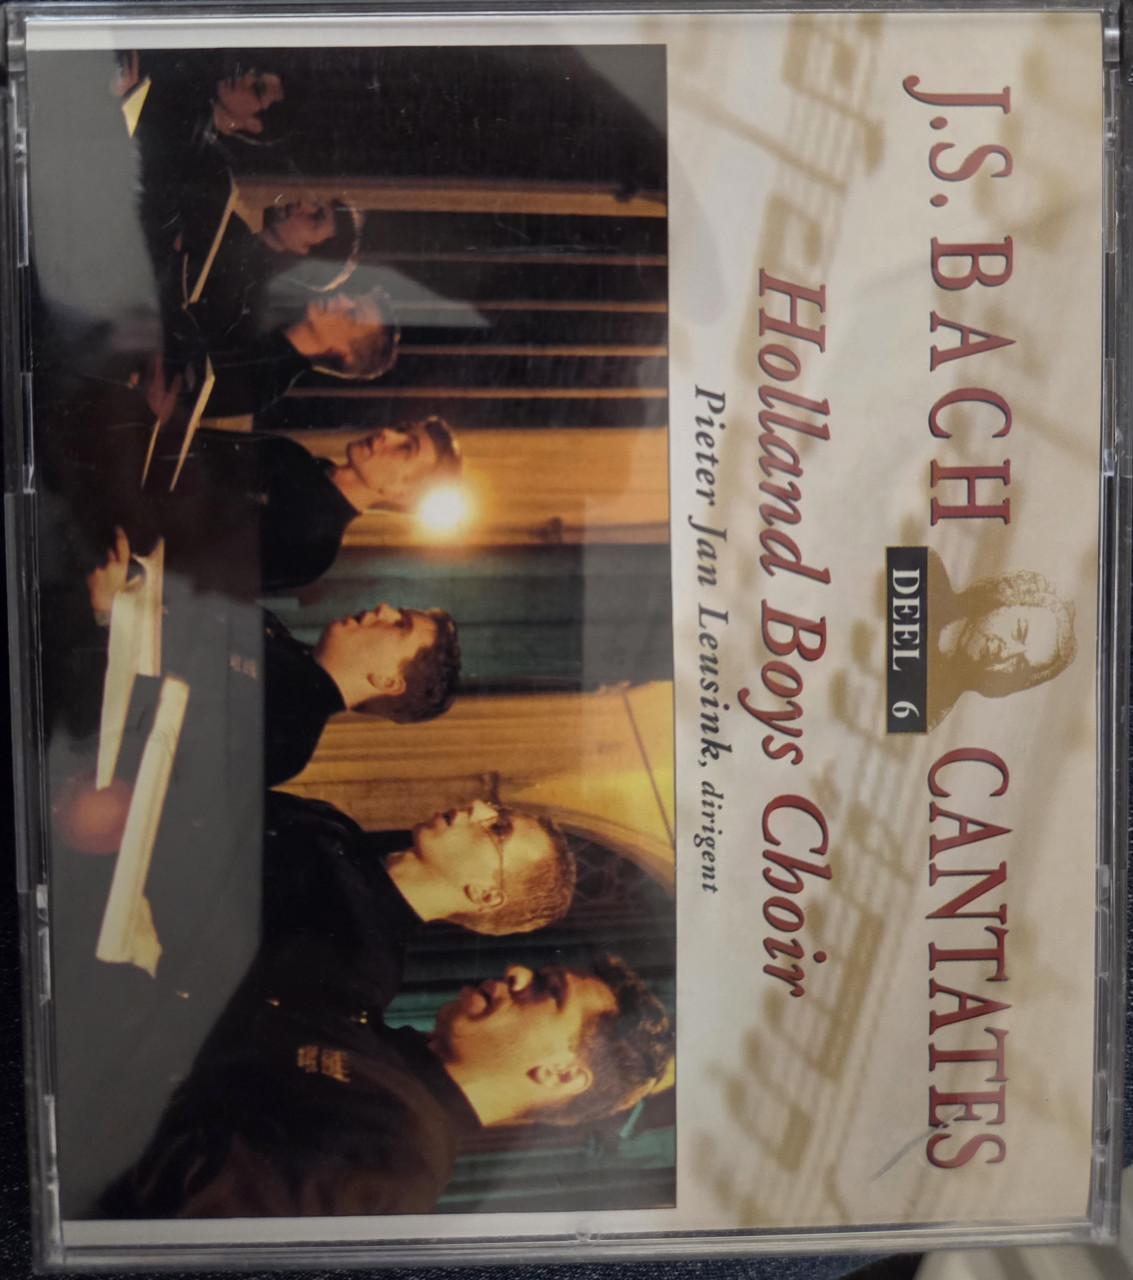 J.S. BACH CANTATES
DEEL 6
Holland Boys Choir
Pieter Jan Leusink, dirigent